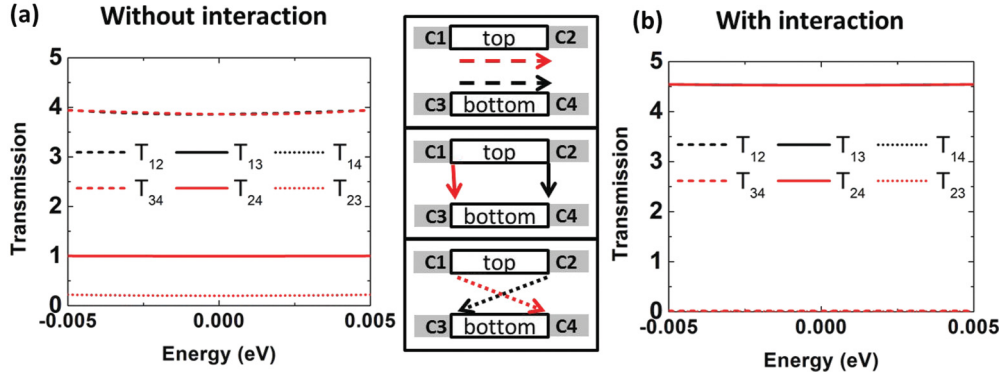 (a)
Without interaction
5
4
3
2
1
0
Transmission
T12
T13
T14
T34
T24
T23
-0.005
0.000
0.005
Energy (eV)
C1
top
C2
C3
bottom
C4
C1
top
C2
C3
bottom
C4
C1
top
C2
C3
bottom
C4
(b)
With interaction
5
4
3
2
1
0
Transmission
T12
T13
T14
T34
T24
T23
-0.005
0.000
0.005
Energy (eV)